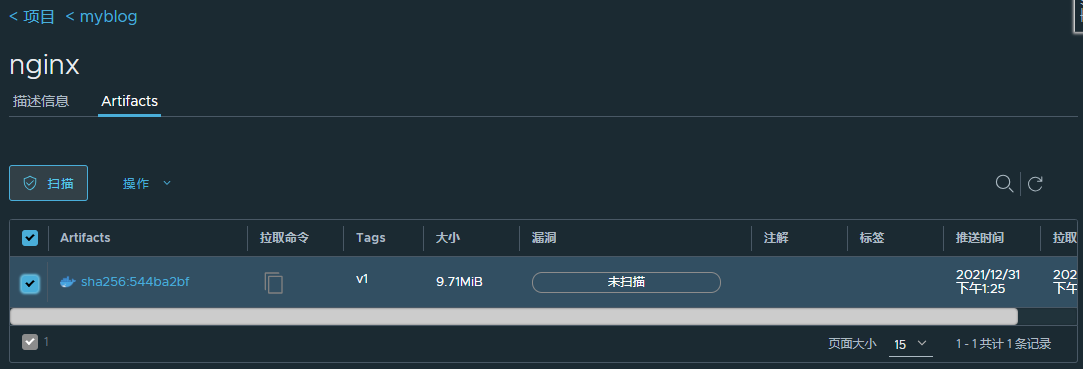 < 项目 < myblog
nginx
描述信息 Artifacts
扫描 操作
Artifacts 拉取命令 Tags 大小 漏洞 注解 标签 推送时间 拉取
sha256:544ba2bf v1 9.71MiB 未扫描 2021/12/31 202
下午1:25 下午
1 页面大小 15 1 - 1 共计 1 条记录